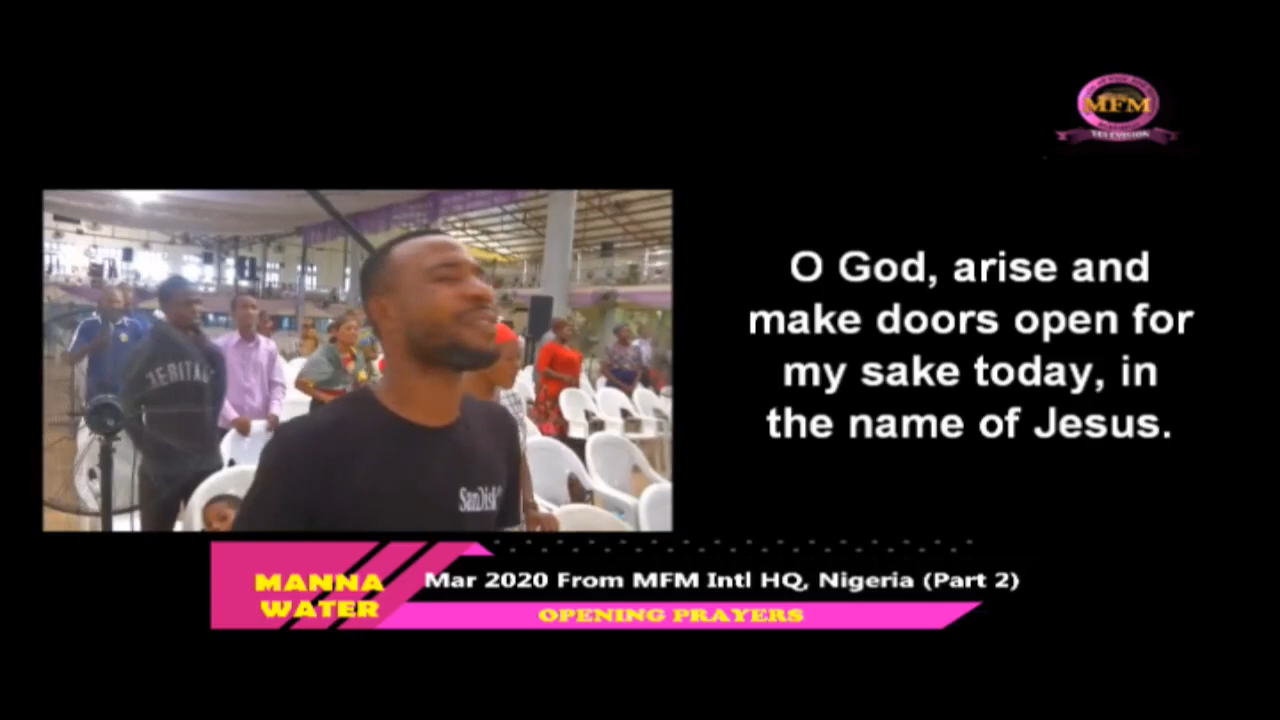 MFM
TELEVISION
O God, arise and
make doors open for
my sake today, in
the name of Jesus.
SanDisk
MANNA
WATER
Mar 2020 From MFM Intl HQ, Nigeria (Part 2)
OPENING PRAYERS